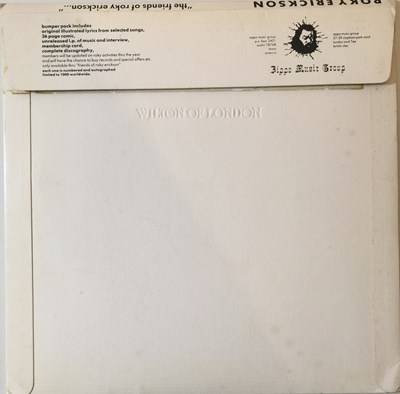 ROKY ERICKSON
"the friends of roky erickson..."
bumper pack includes
original illustrated lyrics from selected songs,
36 page comic,
unreleased l.p. of music and interview,
membership card,
complete discography,
members will be updated on roky activities thru the year
and will have the chance to buy records and special offers etc.
only available thru "friends of roky erickson"
each one is numbered and autographed
limited to 1000 worldwide.
Zippo Music Group
WILTON OF LONDON